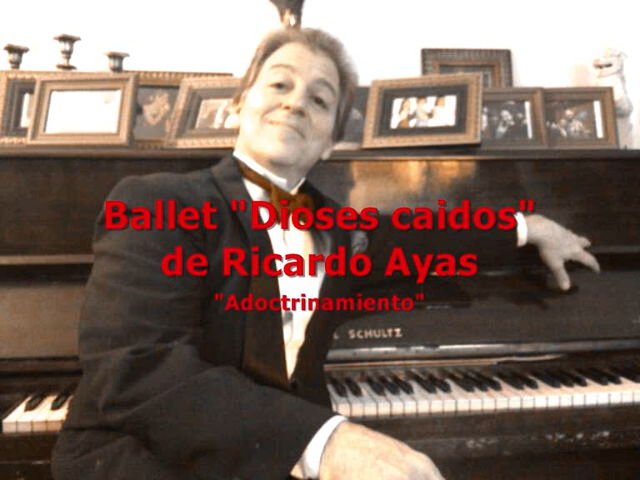 Ballet "Dioses caidos"
de Ricardo Ayas
"Adoctrinamiento"
SCHULTZ